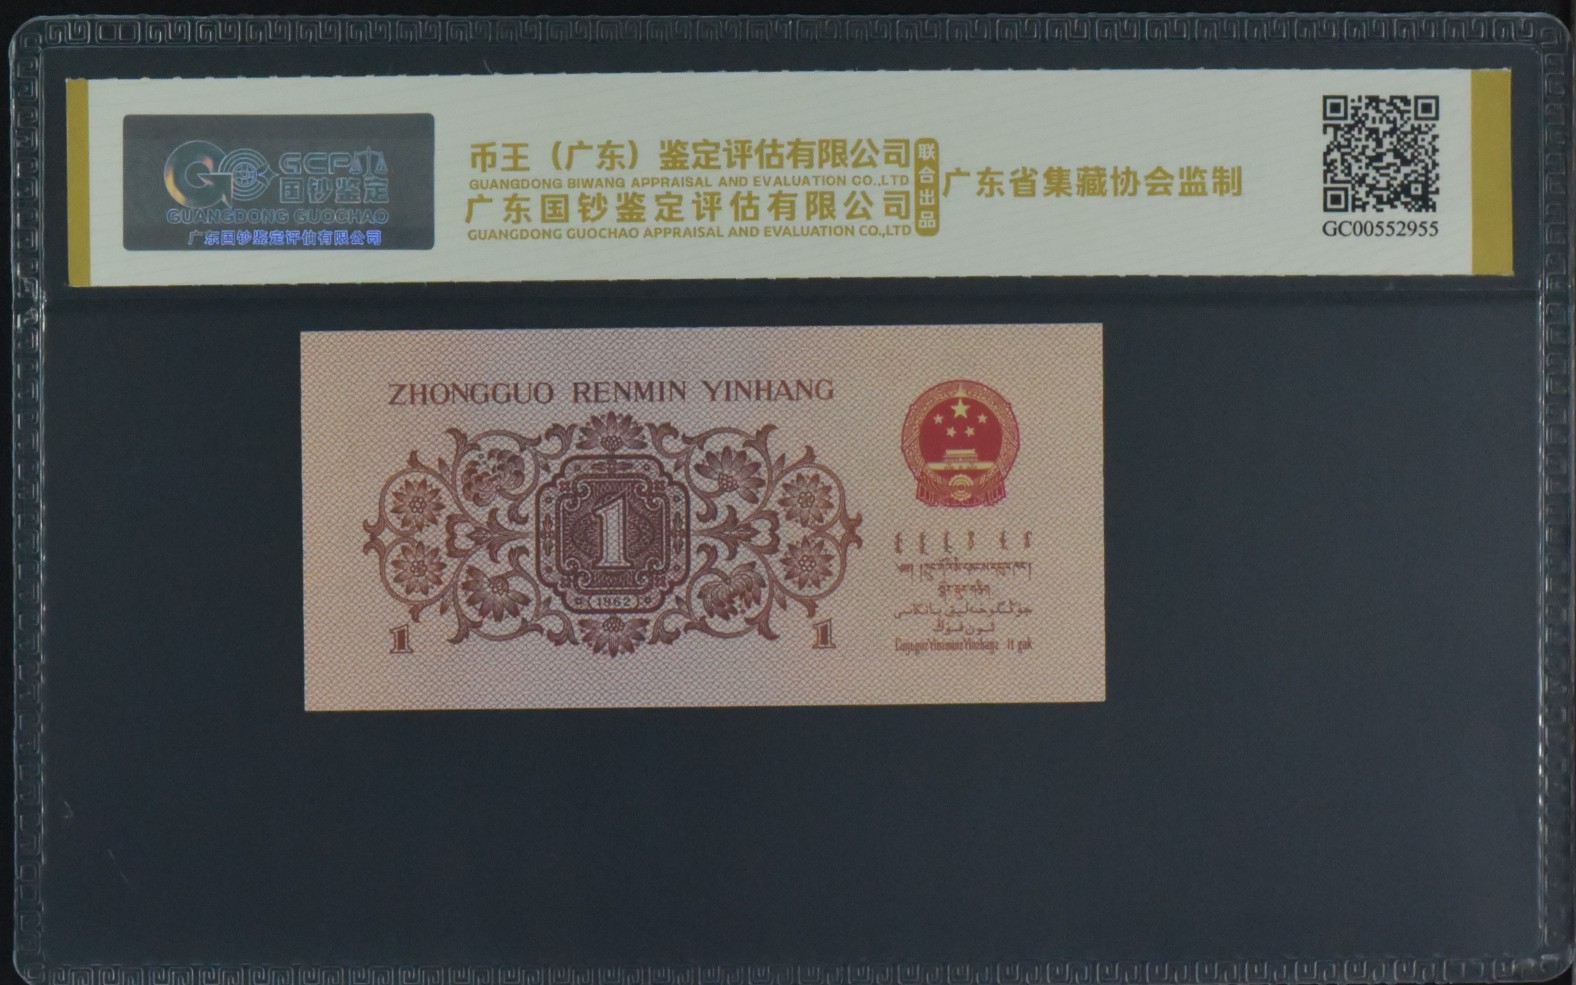 GCP
国钞鉴定
GUANGDONG GUOCHAO
广东国钞鉴定评估有限公司
币王（广东）鉴定评估有限公司
GUANGDONG BIWANG APPRAISAL AND EVALUATION CO.,LTD
广东国钞鉴定评估有限公司
GUANGDONG GUOCHAO APPRAISAL AND EVALUATION CO.,LTD
联合出品
广东省集藏协会监制
GC00552955
ZHONGGUO RENMIN YINHANG
1
1962
1
1